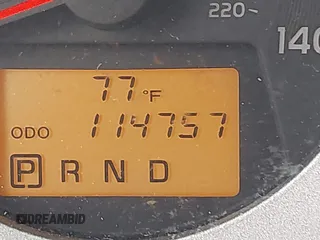 220
140
77°F
ODO 114757
P R N D
DREAMBID